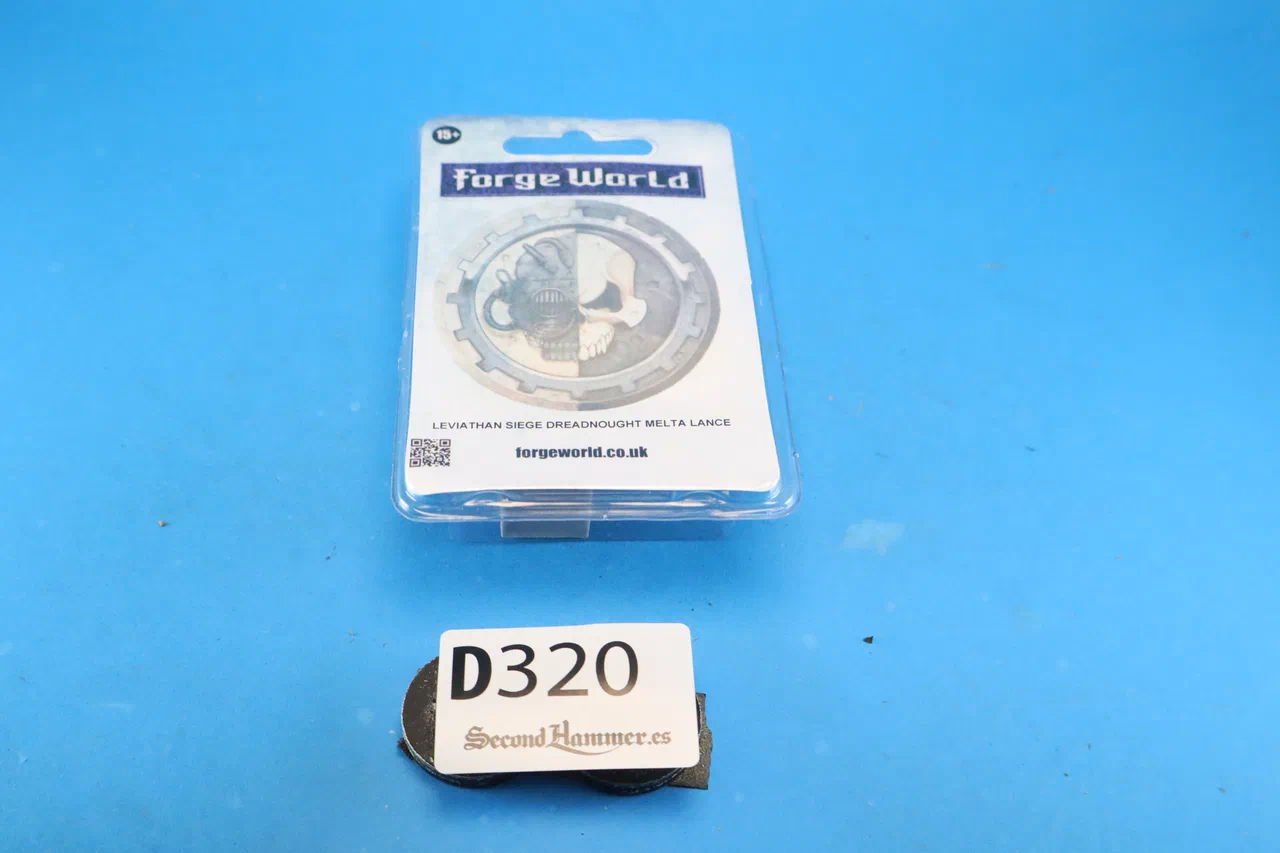 15+
Forge World
LEVIATHAN SIEGE DREADNOUGHT MELTA LANCE
forgeworld.co.uk
D320
SecondHammer.es